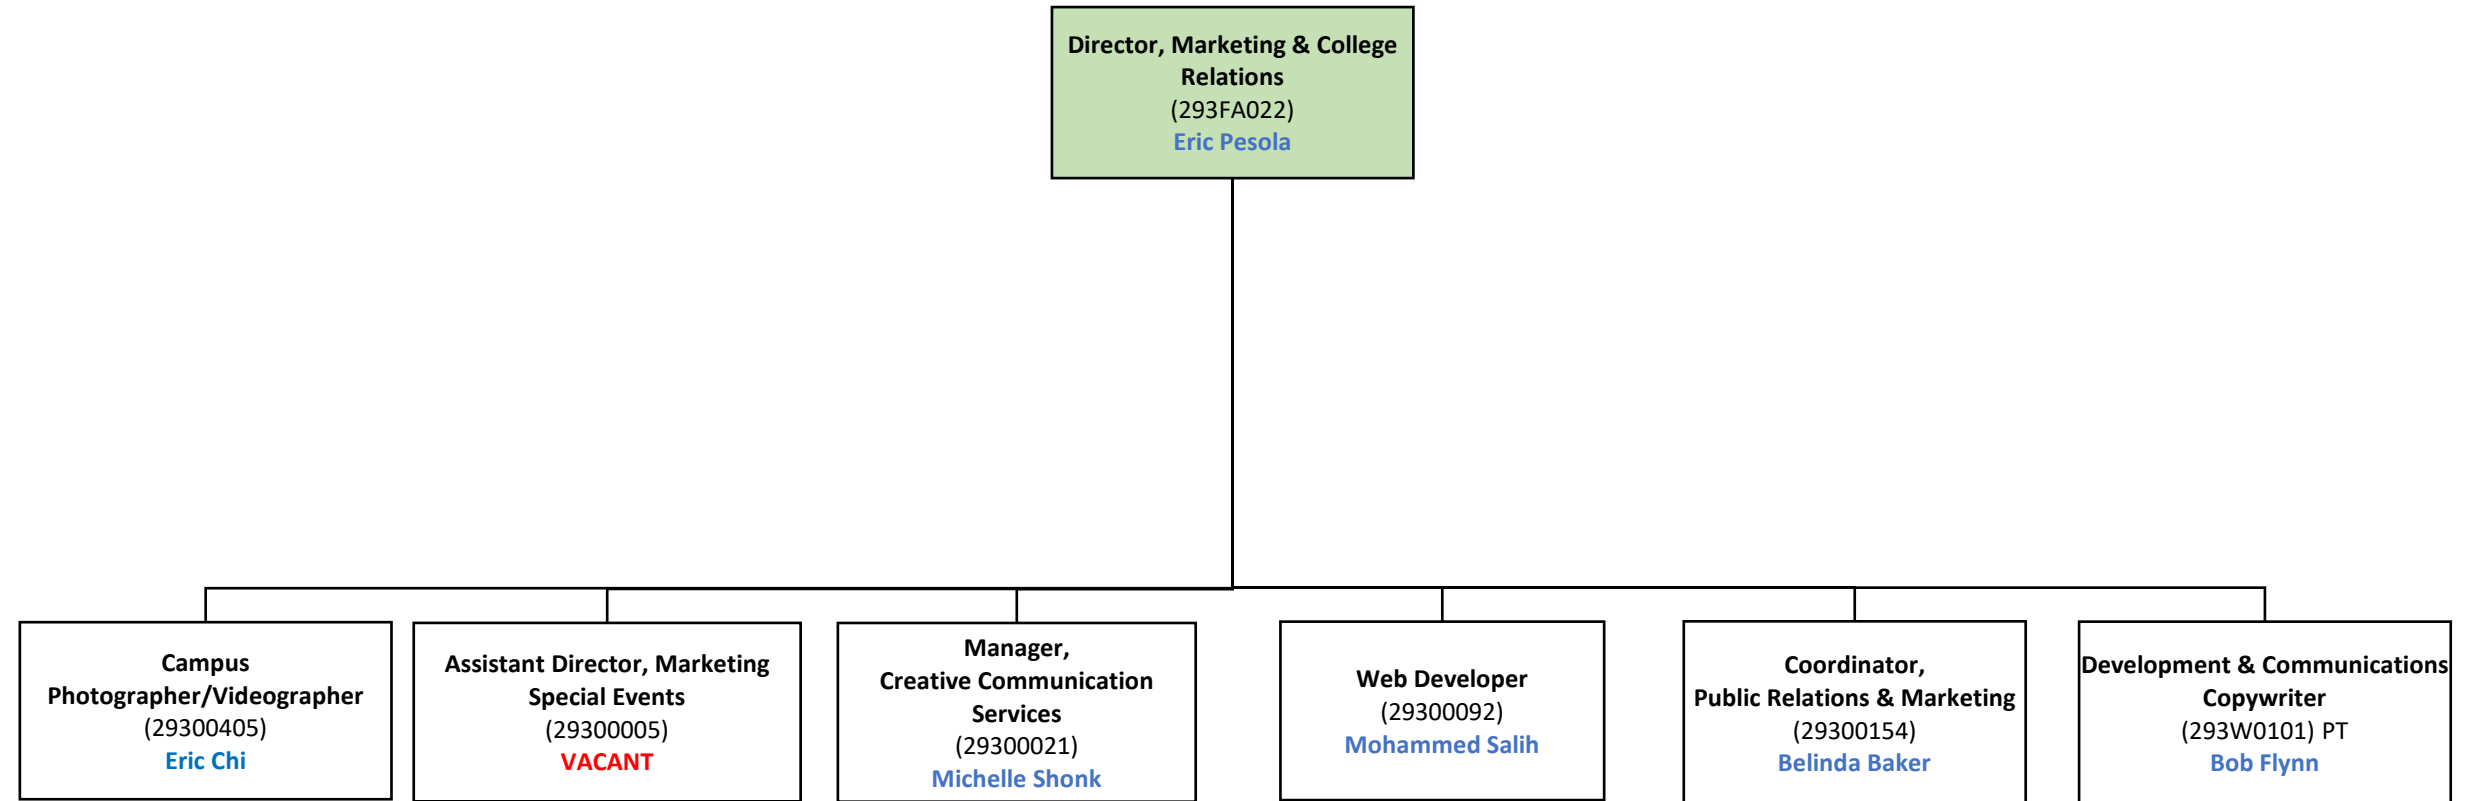 Director, Marketing & College
Relations
(293FA022)
Eric Pesola
Campus
Photographer/Videographer
(29300405)
Eric Chi
Assistant Director, Marketing
Special Events
(29300005)
VACANT
Manager,
Creative Communication
Services
(29300021)
Michelle Shonk
Web Developer
(29300092)
Mohammed Salih
Coordinator,
Public Relations & Marketing
(29300154)
Belinda Baker
Development & Communications
Copywriter
(293W0101) PT
Bob Flynn